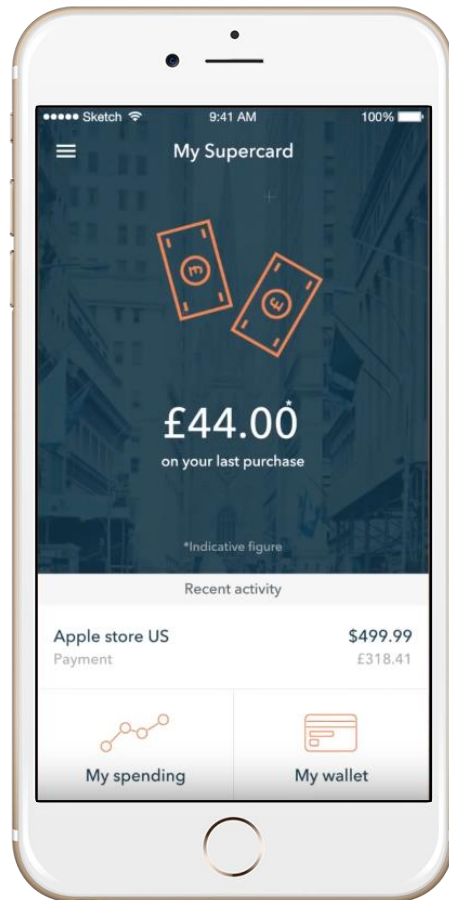 Sketch 9:41 AM 100%
My Supercard
£ £
£44.00*
on your last purchase
*Indicative figure
Recent activity
Apple store US $499.99
Payment £318.41
My spending My wallet